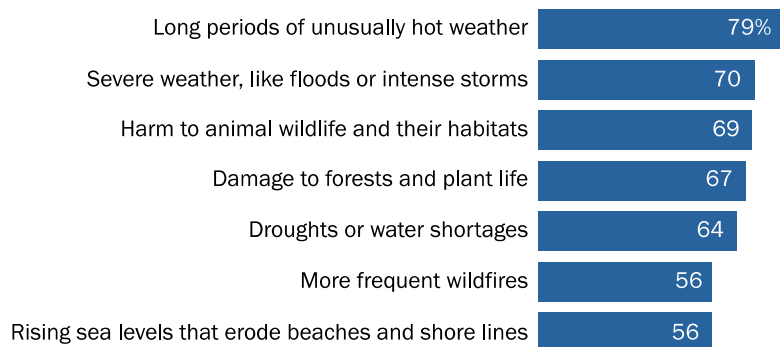 Long periods of unusually hot weather 79%
Severe weather, like floods or intense storms 70
Harm to animal wildlife and their habitats 69
Damage to forests and plant life 67
Droughts or water shortages 64
More frequent wildfires 56
Rising sea levels that erode beaches and shore lines 56